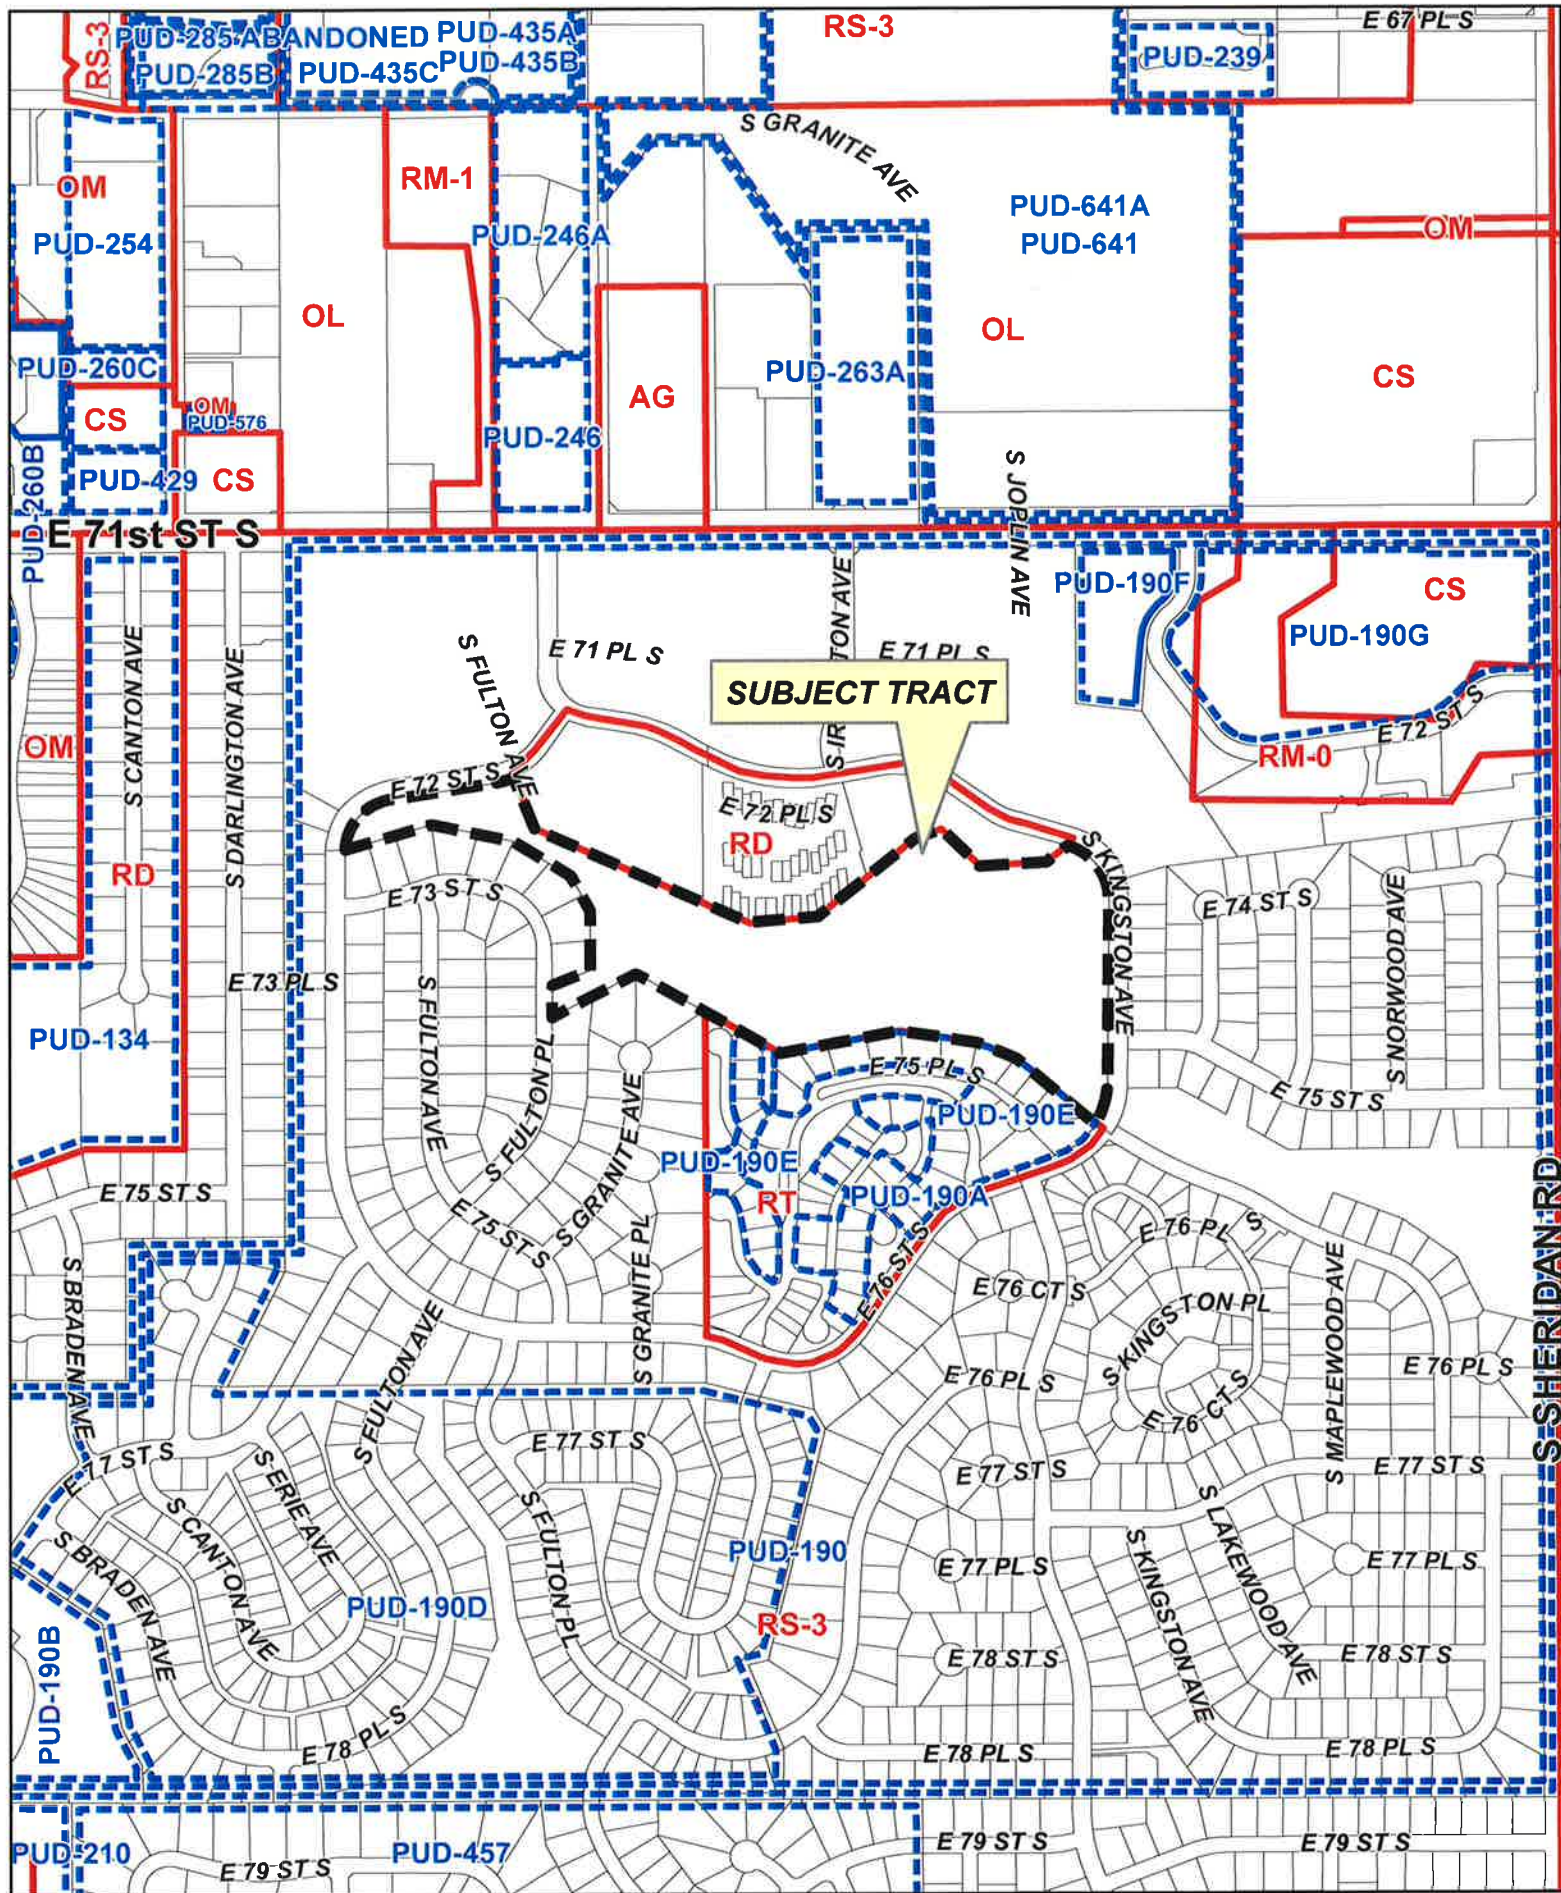 E 67 PL S
RS-3
RS-3
PUD-285 ABANDONED
PUD-435A
PUD-285B
PUD-435C
PUD-435B
PUD-239
S GRANITE AVE
OM
RM-1
PUD-254
PUD-246A
PUD-641A
PUD-641
OM
OL
OL
PUD-260C
PUD-263A
CS
CS
OM
PUD-576
AG
PUD-246
PUD-429
CS
PUD-260B
S JOPLIN AVE
E 71st ST S
PUD-190F
CS
PUD-190G
E 71 PL S
E 71 PL S
S FULTON AVE
SUBJECT TRACT
S CANTON AVE
S DARLINGTON AVE
OM
E 72 ST S
E 72 ST S
RM-0
E 72 PL S
RD
RD
S KINGSTON AVE
E 73 ST S
E 74 ST S
S NORWOOD AVE
E 73 PL S
S FULTON AVE
PUD-134
S FULTON PL
S GRANITE AVE
E 75 PL S
E 75 ST S
PUD-190E
PUD-190E
RT
PUD-190A
E 75 ST S
E 75 ST S
S GRANITE PL
E 76 ST S
E 76 PL S
E 76 CT S
S KINGSTON PL
S MAPLEWOOD AVE
S SHERIDAN RD
S BRADEN AVE
S FULTON AVE
E 76 PL S
E 76 PL S
E 76 CT S
E 77 ST S
S ERIE AVE
E 77 ST S
E 77 ST S
E 77 ST S
S CANTON AVE
S BRADEN AVE
S FULTON PL
PUD-190
S KINGSTON AVE
S LAKEWOOD AVE
E 77 PL S
E 77 PL S
PUD-190D
RS-3
PUD-190B
E 78 ST S
E 78 ST S
E 78 PL S
E 78 PL S
E 78 PL S
PUD-210
PUD-457
E 79 ST S
E 79 ST S
E 79 ST S